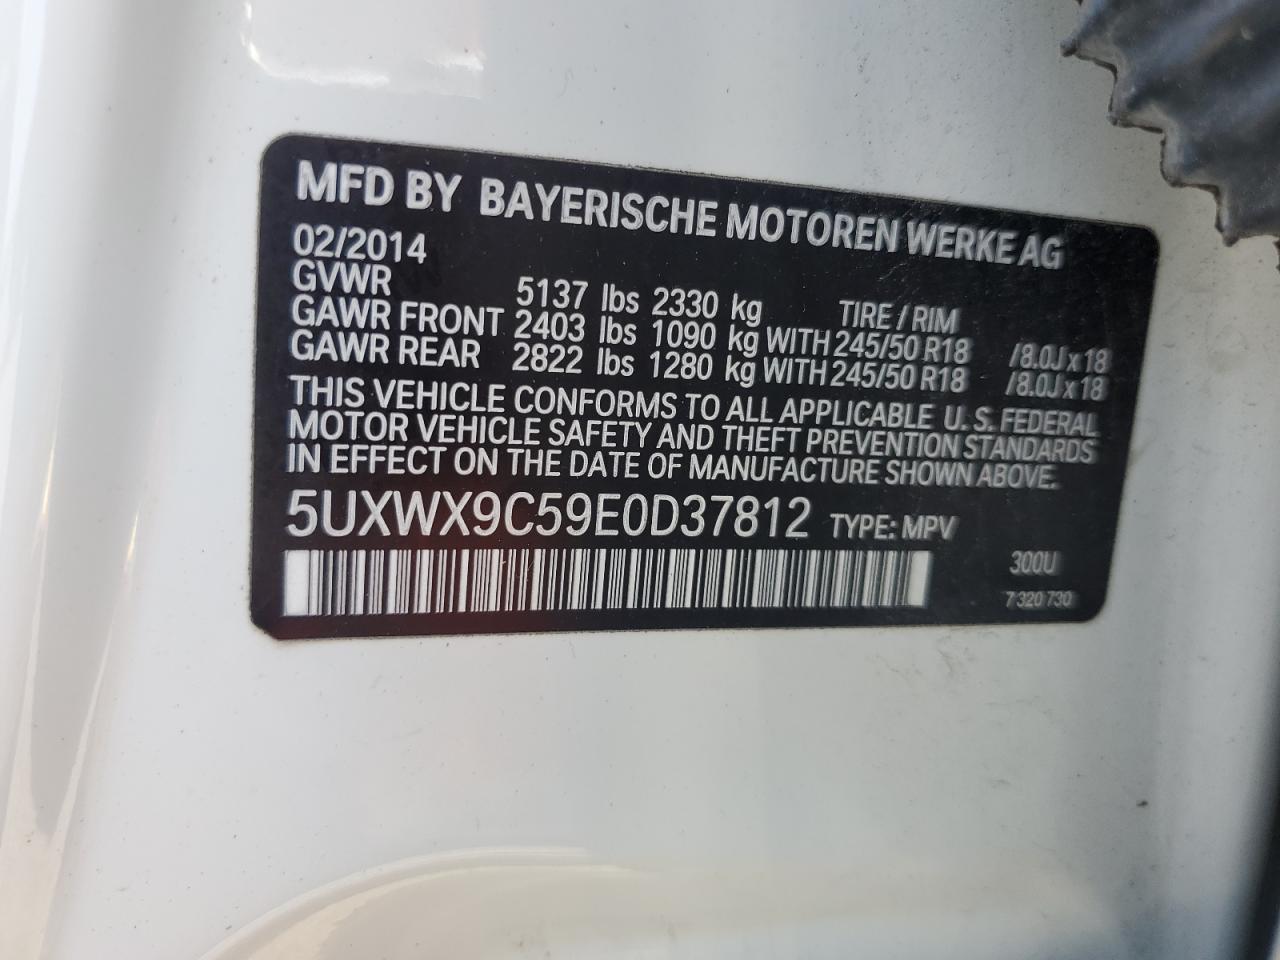 MFD BY BAYERISCHE MOTOREN WERKE AG
02/2014
GVWR 5137 lbs 2330 kg TIRE / RIM
GAWR FRONT 2403 lbs 1090 kg WITH 245/50 R18 /8.0J x 18
GAWR REAR 2822 lbs 1280 kg WITH 245/50 R18 /8.0J x 18
THIS VEHICLE CONFORMS TO ALL APPLICABLE U.S. FEDERAL
MOTOR VEHICLE SAFETY AND THEFT PREVENTION STANDARDS
IN EFFECT ON THE DATE OF MANUFACTURE SHOWN ABOVE.
5UXWX9C59E0D37812 TYPE: MPV
300U
7 320 730